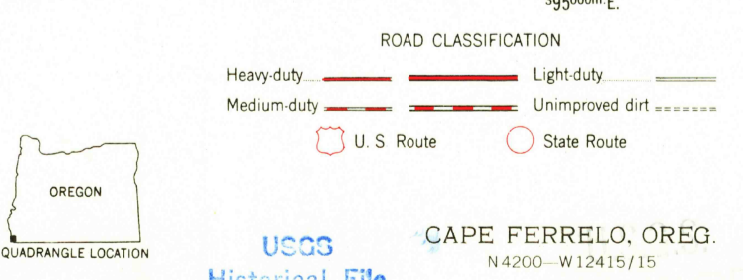 395000m.E.
ROAD CLASSIFICATION
Heavy-duty Light-duty
Medium-duty Unimproved dirt
U. S. Route State Route
OREGON
QUADRANGLE LOCATION
USGS
Historical File
CAPE FERRELO, OREG.
N4200—W12415/15